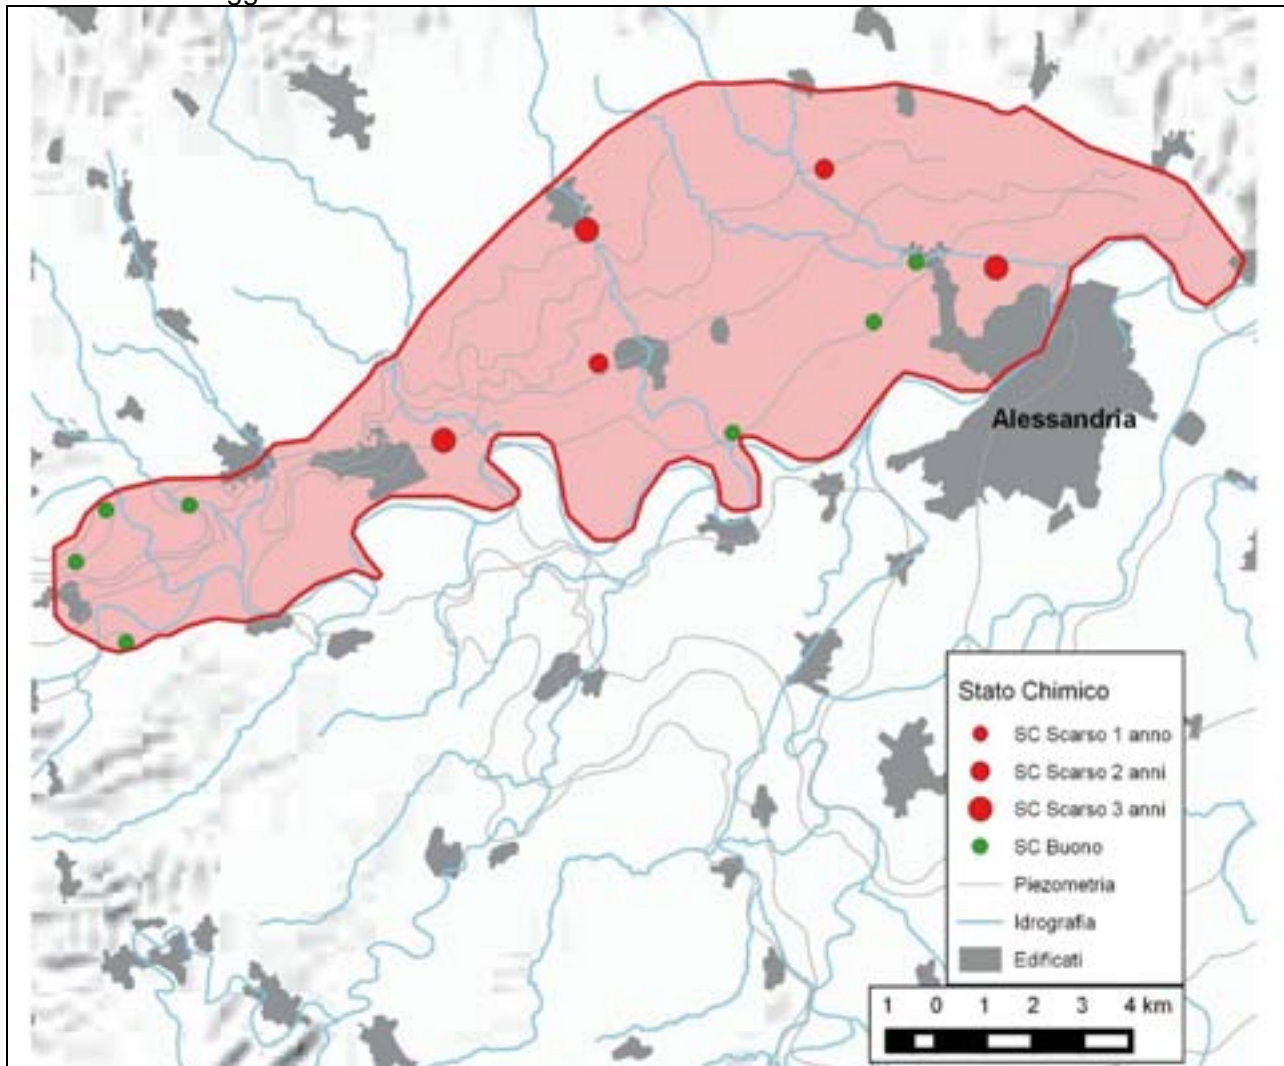 Alessandria
Stato Chimico
SC Scarso 1 anno
SC Scarso 2 anni
SC Scarso 3 anni
SC Buono
Piezometria
Idrografia
Edificati
1 0 1 2 3 4 km